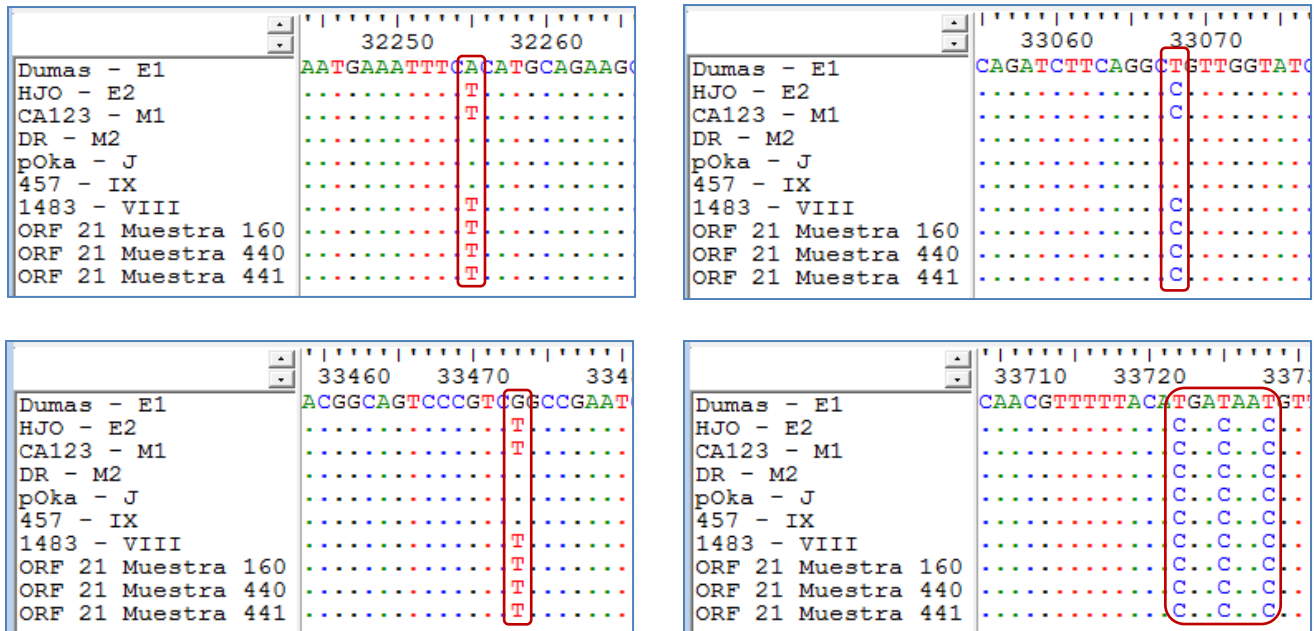 32250 32260
Dumas - E1 AATGAAATTTCACATGCAGAAG
HJO - E2 ...........T..........
CA123 - M1 ...........T..........
DR - M2 ......................
pOka - J ......................
457 - IX ......................
1483 - VIII ...........T..........
ORF 21 Muestra 160 ...........T..........
ORF 21 Muestra 440 ...........T..........
ORF 21 Muestra 441 ...........T..........
33060 33070
Dumas - E1 CAGATCTTCAGGCTGTTGGTAT
HJO - E2 .............C........
CA123 - M1 .............C........
DR - M2 ......................
pOka - J ......................
457 - IX ......................
1483 - VIII .............C........
ORF 21 Muestra 160 .............C........
ORF 21 Muestra 440 .............C........
ORF 21 Muestra 441 .............C........
33460 33470 334
Dumas - E1 ACGGCAGTCCCGTCGGCCGAAT
HJO - E2 ..............T.......
CA123 - M1 ..............T.......
DR - M2 ......................
pOka - J ......................
457 - IX ......................
1483 - VIII ..............T.......
ORF 21 Muestra 160 ..............T.......
ORF 21 Muestra 440 ..............T.......
ORF 21 Muestra 441 ..............T.......
33710 33720 337
Dumas - E1 CAACGTTTTTACATGATAATGT
HJO - E2 .............C..C..C..
CA123 - M1 .............C..C..C..
DR - M2 .............C..C..C..
pOka - J .............C..C..C..
457 - IX .............C..C..C..
1483 - VIII .............C..C..C..
ORF 21 Muestra 160 .............C..C..C..
ORF 21 Muestra 440 .............C..C..C..
ORF 21 Muestra 441 .............C..C..C..